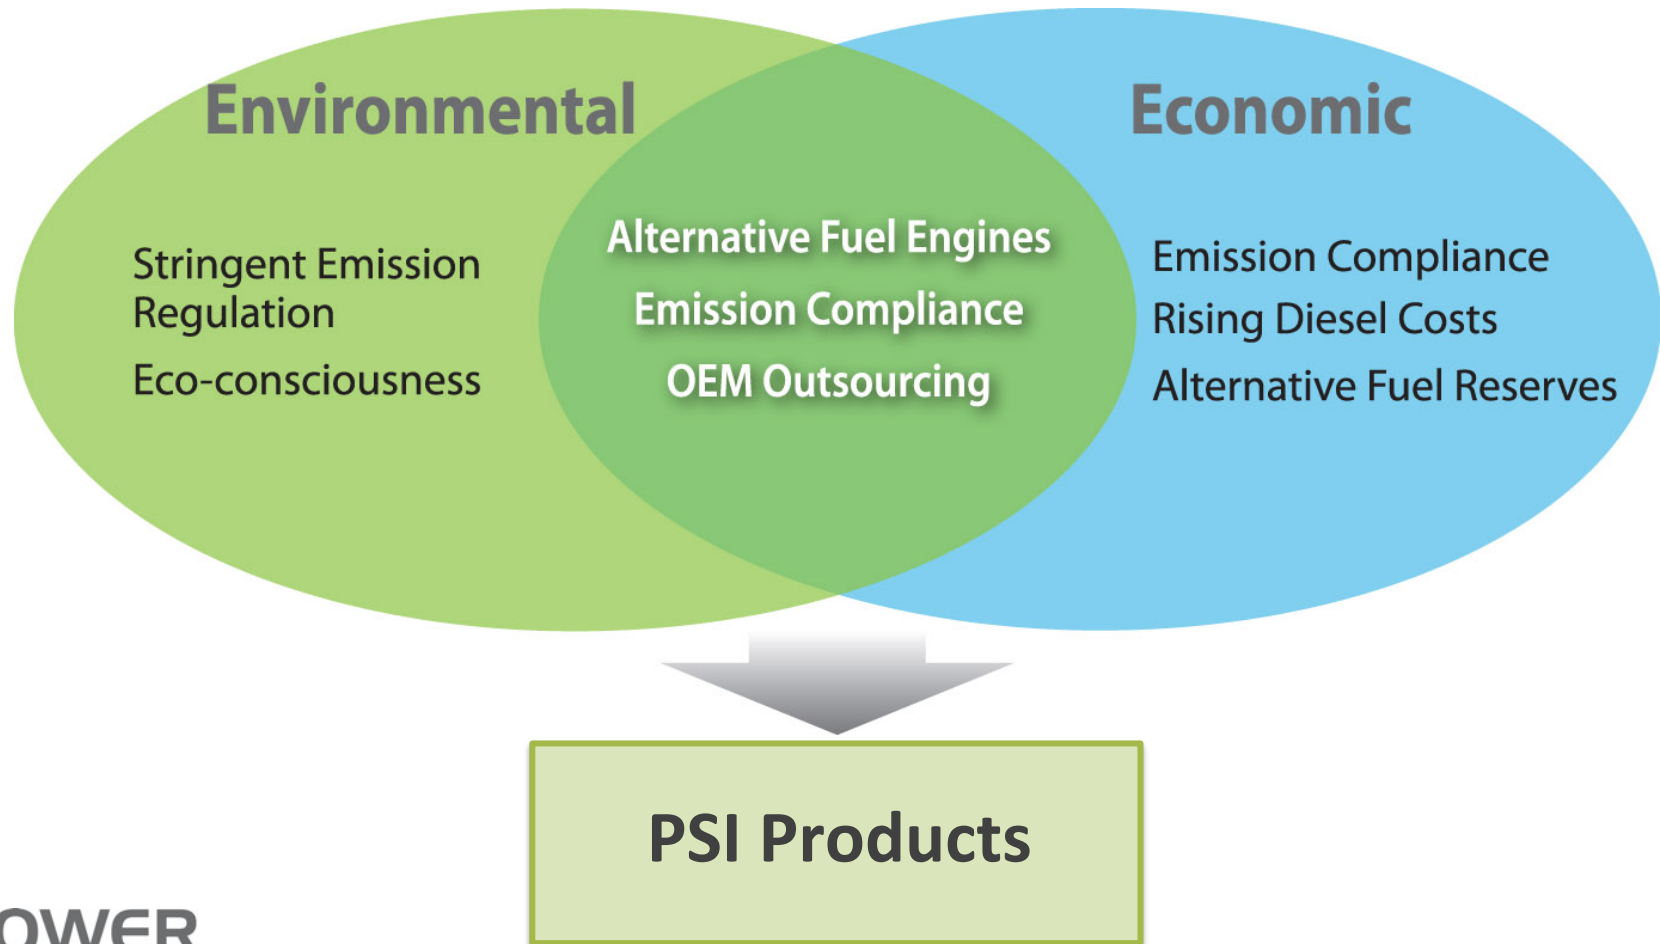 Environmental
Economic
Stringent Emission
Regulation
Eco-consciousness
Alternative Fuel Engines
Emission Compliance
OEM Outsourcing
Emission Compliance
Rising Diesel Costs
Alternative Fuel Reserves
PSI Products
OWER